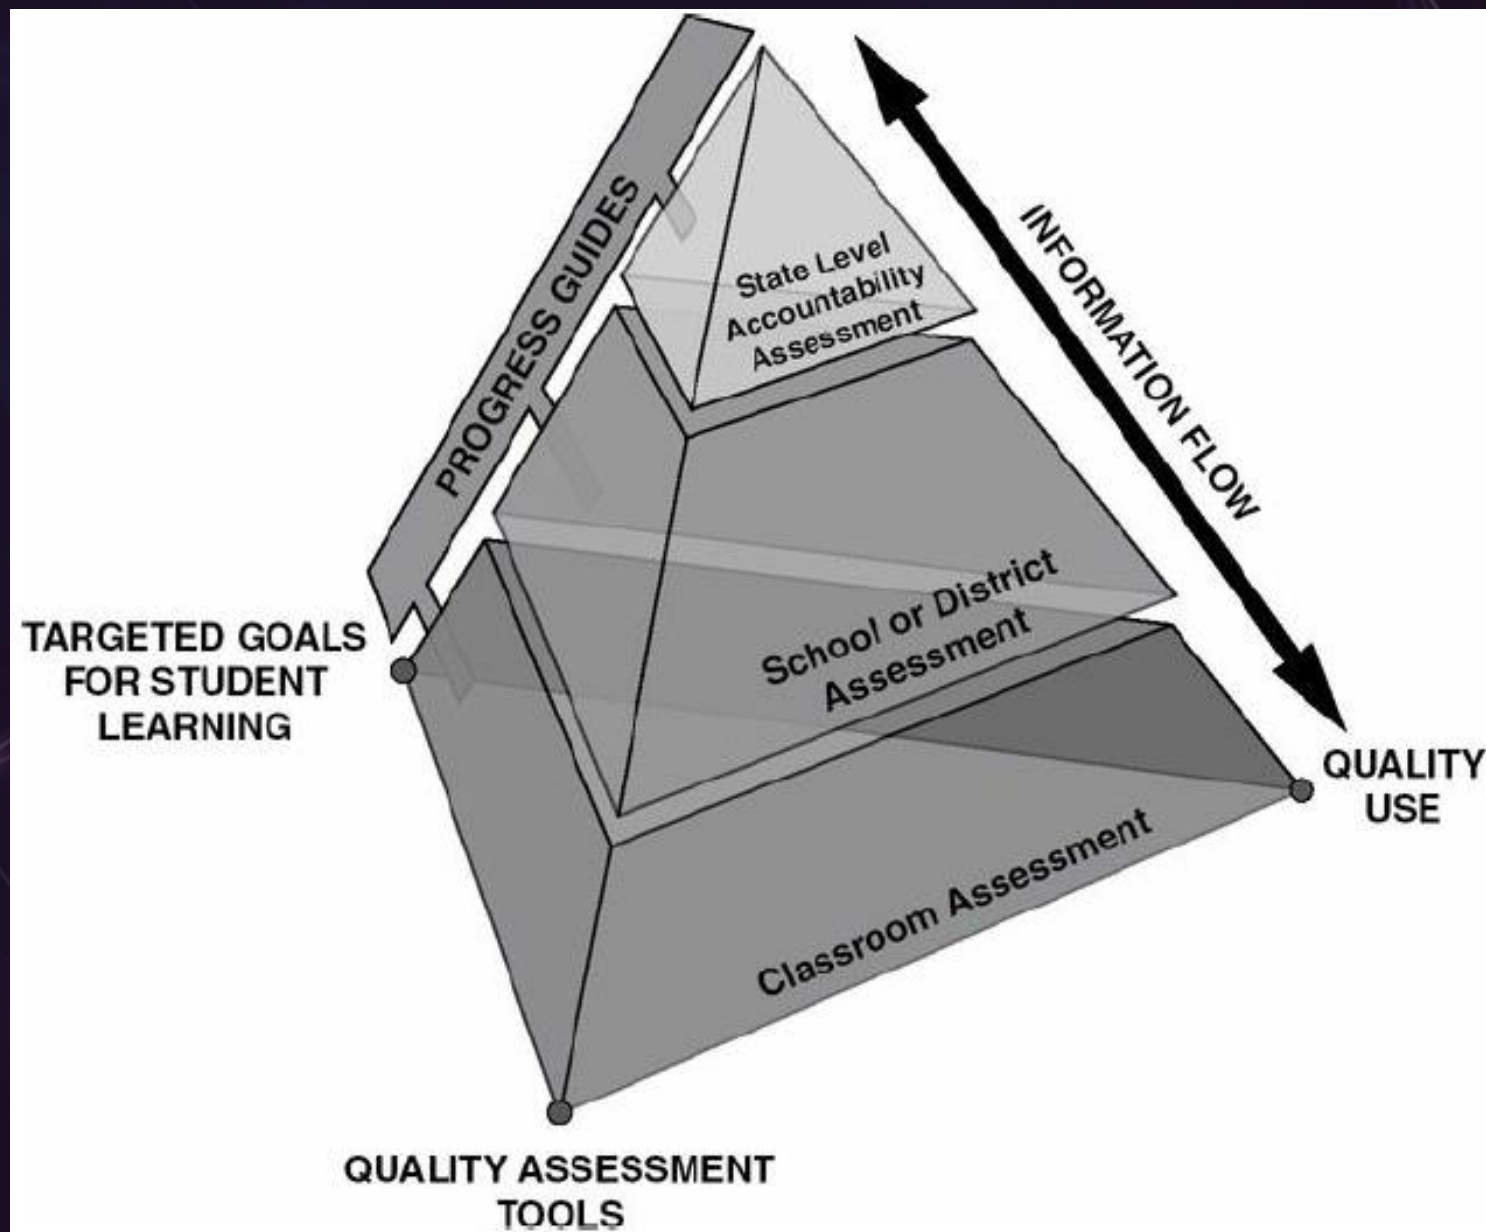 PROGRESS GUIDES
INFORMATION FLOW
State Level
Accountability
Assessment
School or District
Assessment
Classroom Assessment
TARGETED GOALS
FOR STUDENT
LEARNING
QUALITY
USE
QUALITY ASSESSMENT
TOOLS